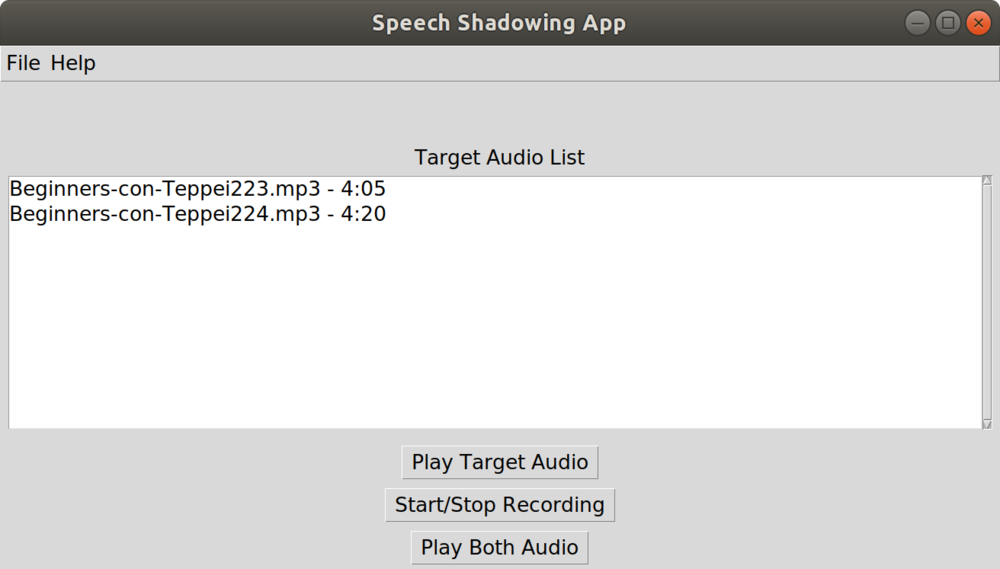 Speech Shadowing App
File Help
Target Audio List
Beginners-con-Teppei223.mp3 - 4:05
Beginners-con-Teppei224.mp3 - 4:20
Play Target Audio
Start/Stop Recording
Play Both Audio